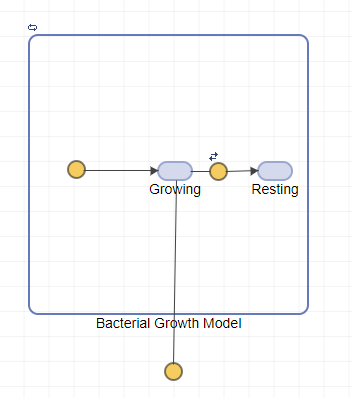 Growing
Resting
Bacterial Growth Model